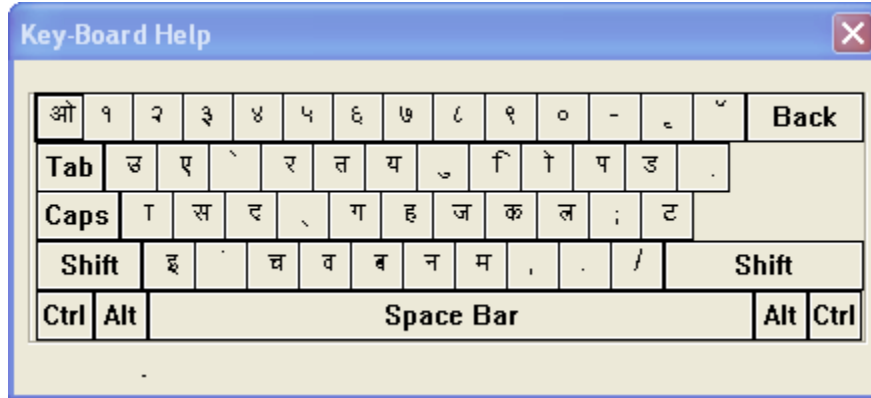 Key-Board Help
ओ १ २ ३ ४ ५ ६ ७ ८ ९ ० - ृ ॅ Back
Tab उ ए े र त य ु ि ो प ड .
Caps ा स द ् ग ह ज क ल ; ट
Shift इ ं च व ब न म , . / Shift
Ctrl Alt Space Bar Alt Ctrl